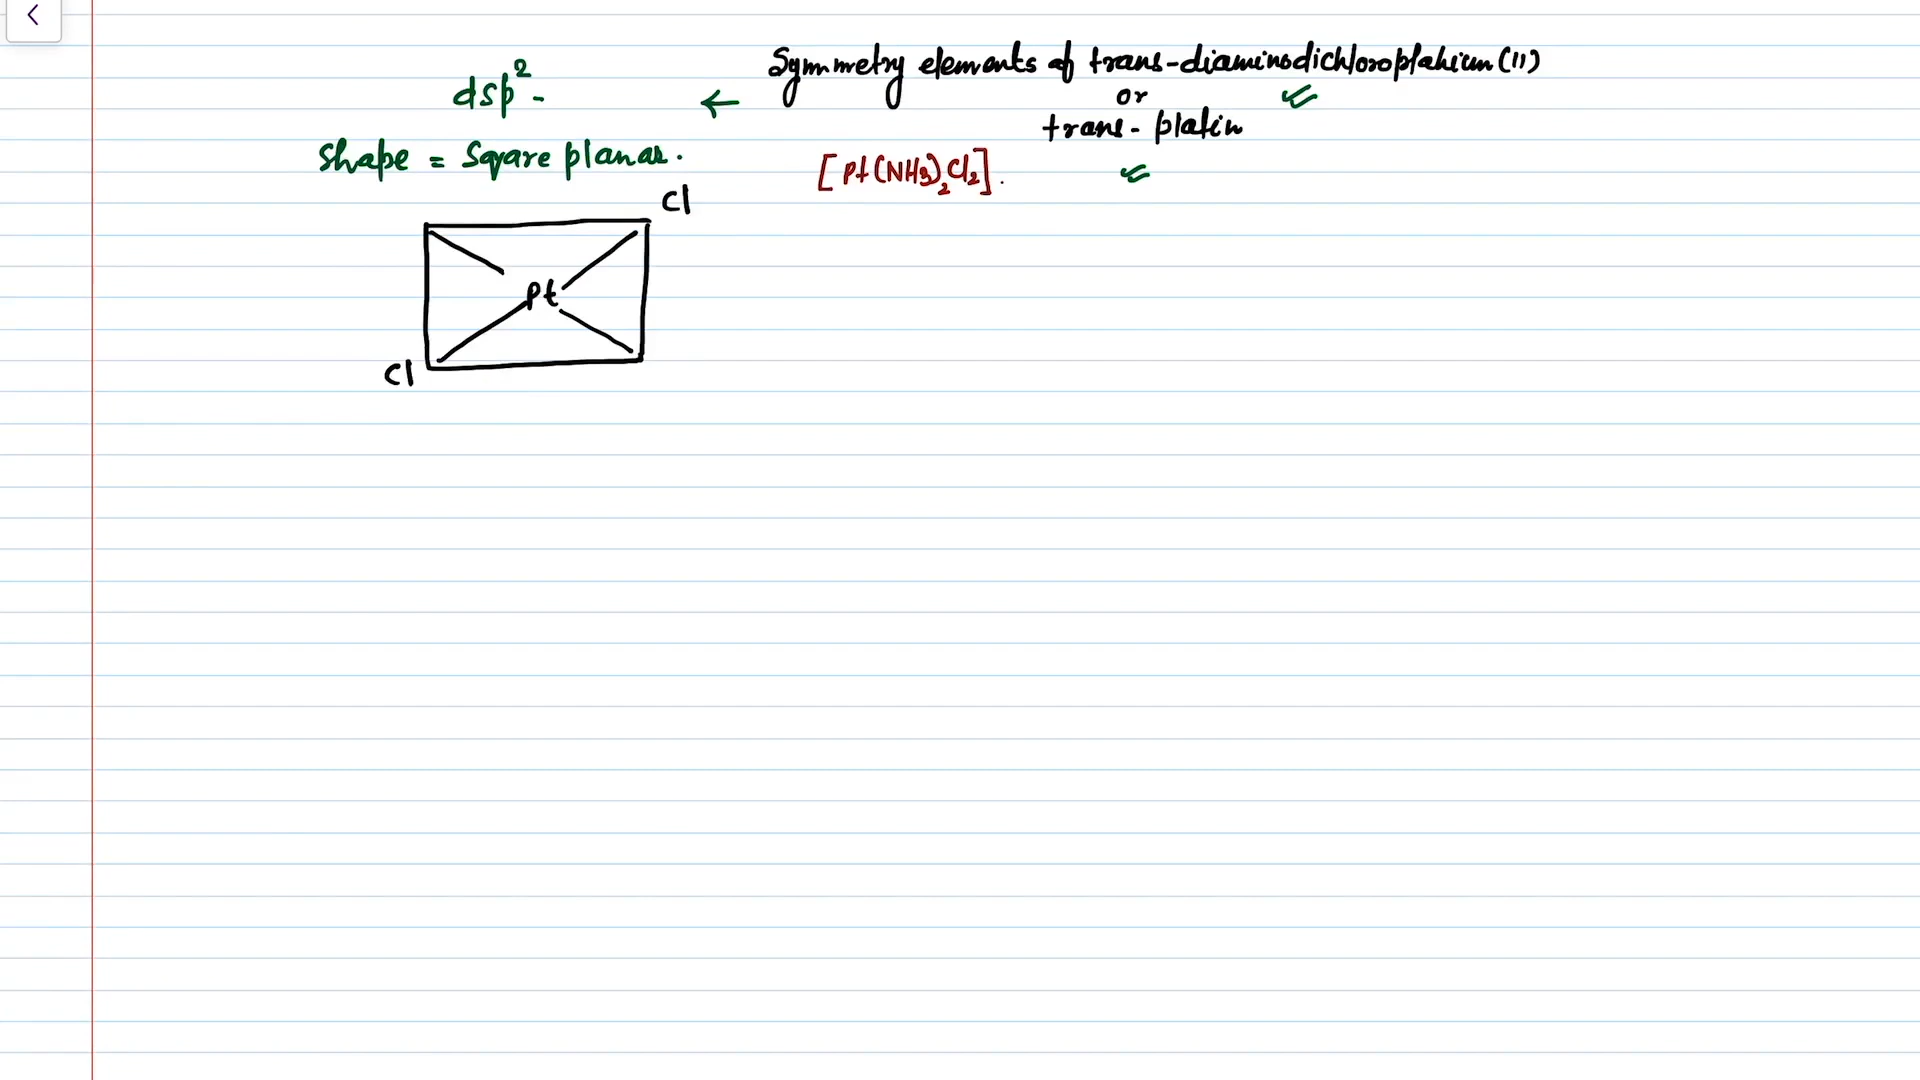 Symmetry elements of trans-diaminodichloroplatinum(II)
or
trans-platin
[Pt(NH3)2Cl2].
dsp2-
←
Shape = Square planar.
Cl
Pt
Cl